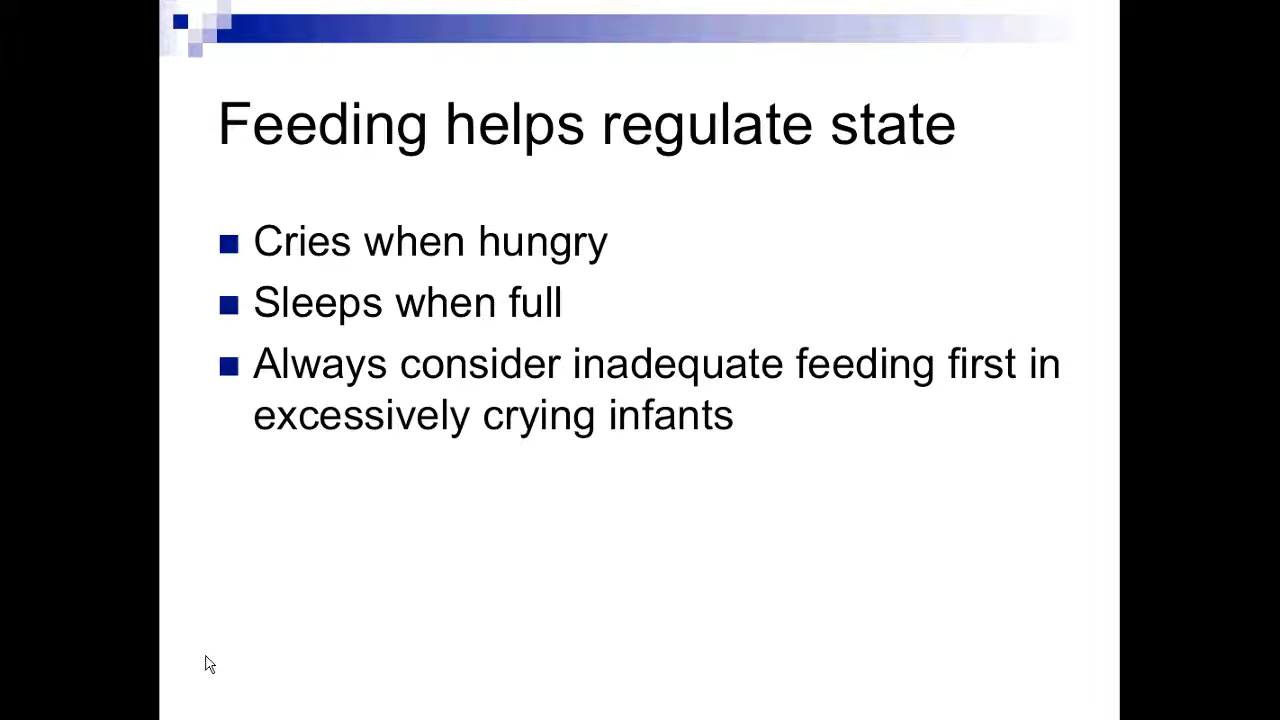 Feeding helps regulate state
Cries when hungry
Sleeps when full
Always consider inadequate feeding first in
excessively crying infants